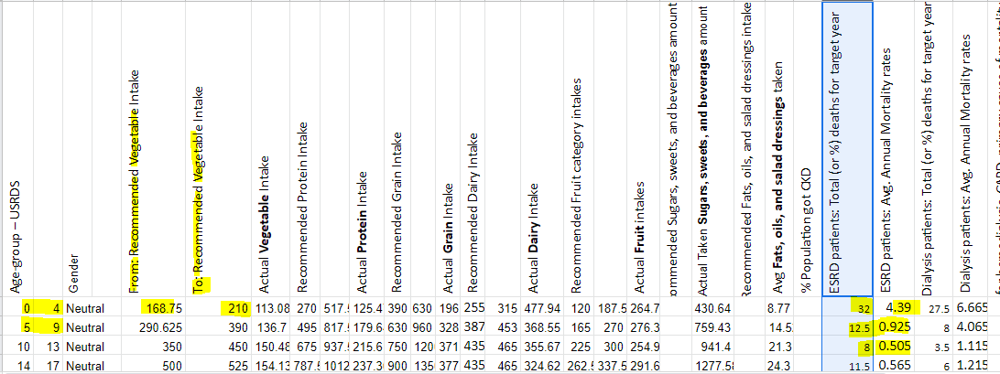 Age-group – USRDS
Gender
From: Recommended Vegetable Intake
To: Recommended Vegetable Intake
Actual Vegetable Intake
Recommended Protein Intake
Actual Protein Intake
Recommended Grain Intake
Actual Grain Intake
Recommended Dairy Intake
Actual Dairy Intake
Recommended Fruit category intakes
Actual Fruit intakes
ommended Sugars, sweets, and beverages amount
Actual Taken Sugars, sweets, and beverages amount
Recommended Fats, oils, and salad dressings intake
Avg Fats, oils, and salad dressings taken
% Population got CKD
ESRD patients: Total (or %) deaths for target year
ESRD patients: Avg. Annual Mortality rates
Dialysis patients: Total (or %) deaths for target year
Dialysis patients: Avg. Annual Mortality rates
0 4 Neutral 168.75 210 113.08 270 517. 125.4 390 630 196 255 315 477.94 120 187.5 264.7 430.64 8.77 32 4.39 27.5 6.665
5 9 Neutral 290.625 390 136.7 495 817. 179.6 630 960 328 387 453 368.55 165 270 276.3 759.43 14.5 12.5 0.925 8 4.065
10 13 Neutral 350 450 150.48 675 937. 215.6 750 120 371 435 465 355.67 225 300 254.9 941.4 21.3 8 0.505 3.5 1.115
14 17 Neutral 500 525 154.13 787. 1012 237.3 900 135 377 435 465 324.62 262. 337.5 291.6 1277.58 24.3 11.5 0.565 6 1.215